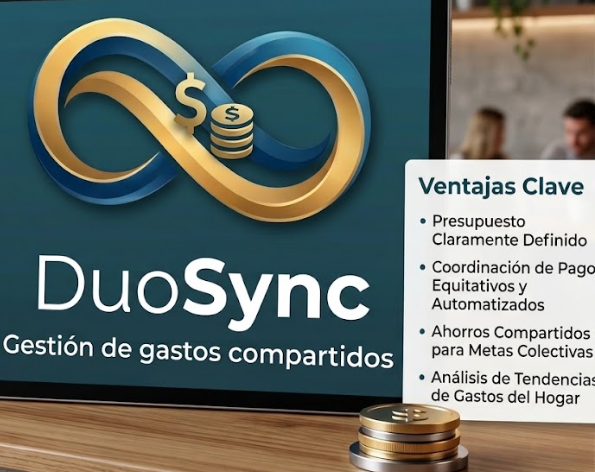 $
$
DuoSync
Gestión de gastos compartidos
Ventajas Clave
• Presupuesto
Claramente Definido
• Coordinación de Pago
Equitativos y
Automatizados
• Ahorros Compartidos
para Metas Colectivas
• Análisis de Tendencias
de Gastos del Hogar
$